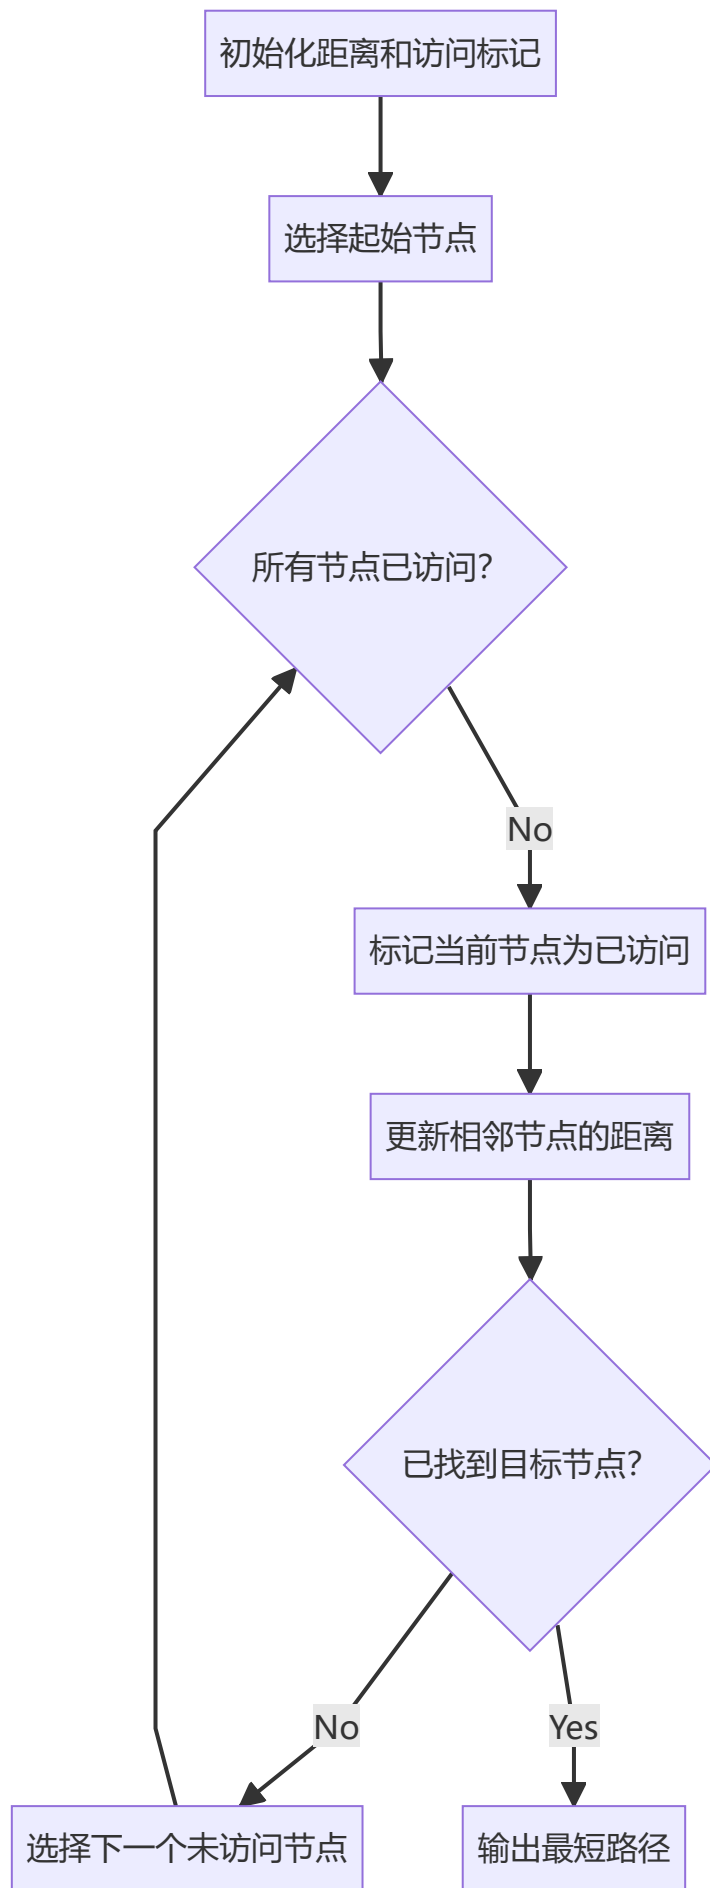 初始化距离和访问标记
选择起始节点
所有节点已访问？
No
标记当前节点为已访问
更新相邻节点的距离
已找到目标节点？
No
Yes
选择下一个未访问节点
输出最短路径